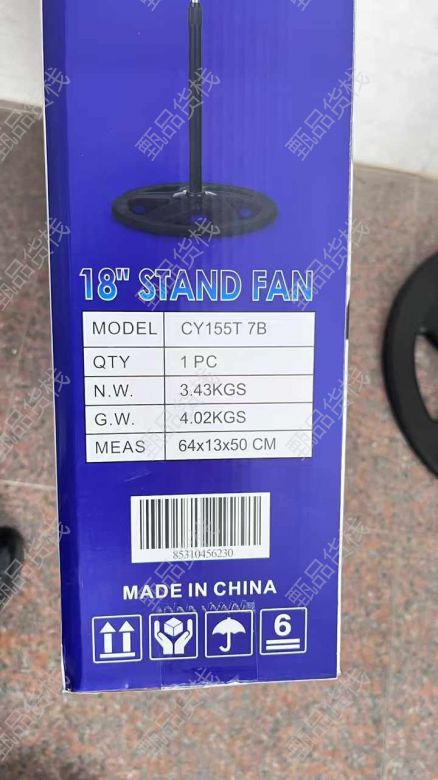 18" STAND FAN
MODEL CY155T 7B
QTY 1 PC
N.W. 3.43KGS
G.W. 4.02KGS
MEAS 64x13x50 CM
85310456230
MADE IN CHINA
6
甄品货栈